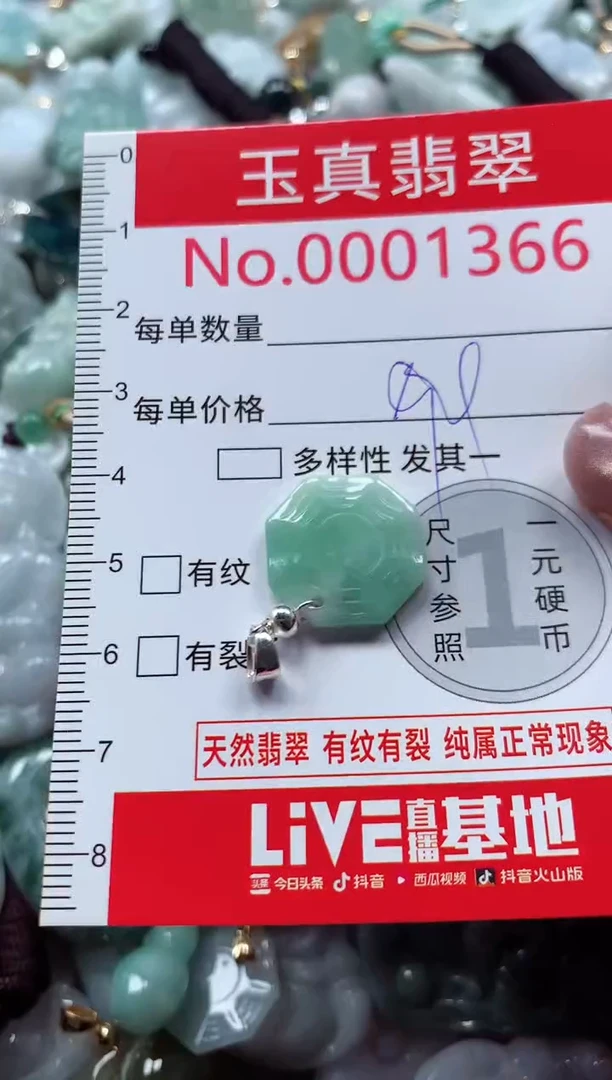 0
玉真翡翠
1
No.0001366
2
每单数量
3
每单价格
4
多样性 发其一
5
有纹
尺寸参照
1
一元硬币
6
有裂
天然翡翠 有纹有裂 纯属正常现象
7
LiVE直播基地
8
头条 今日头条 抖音 西瓜视频 抖音火山版